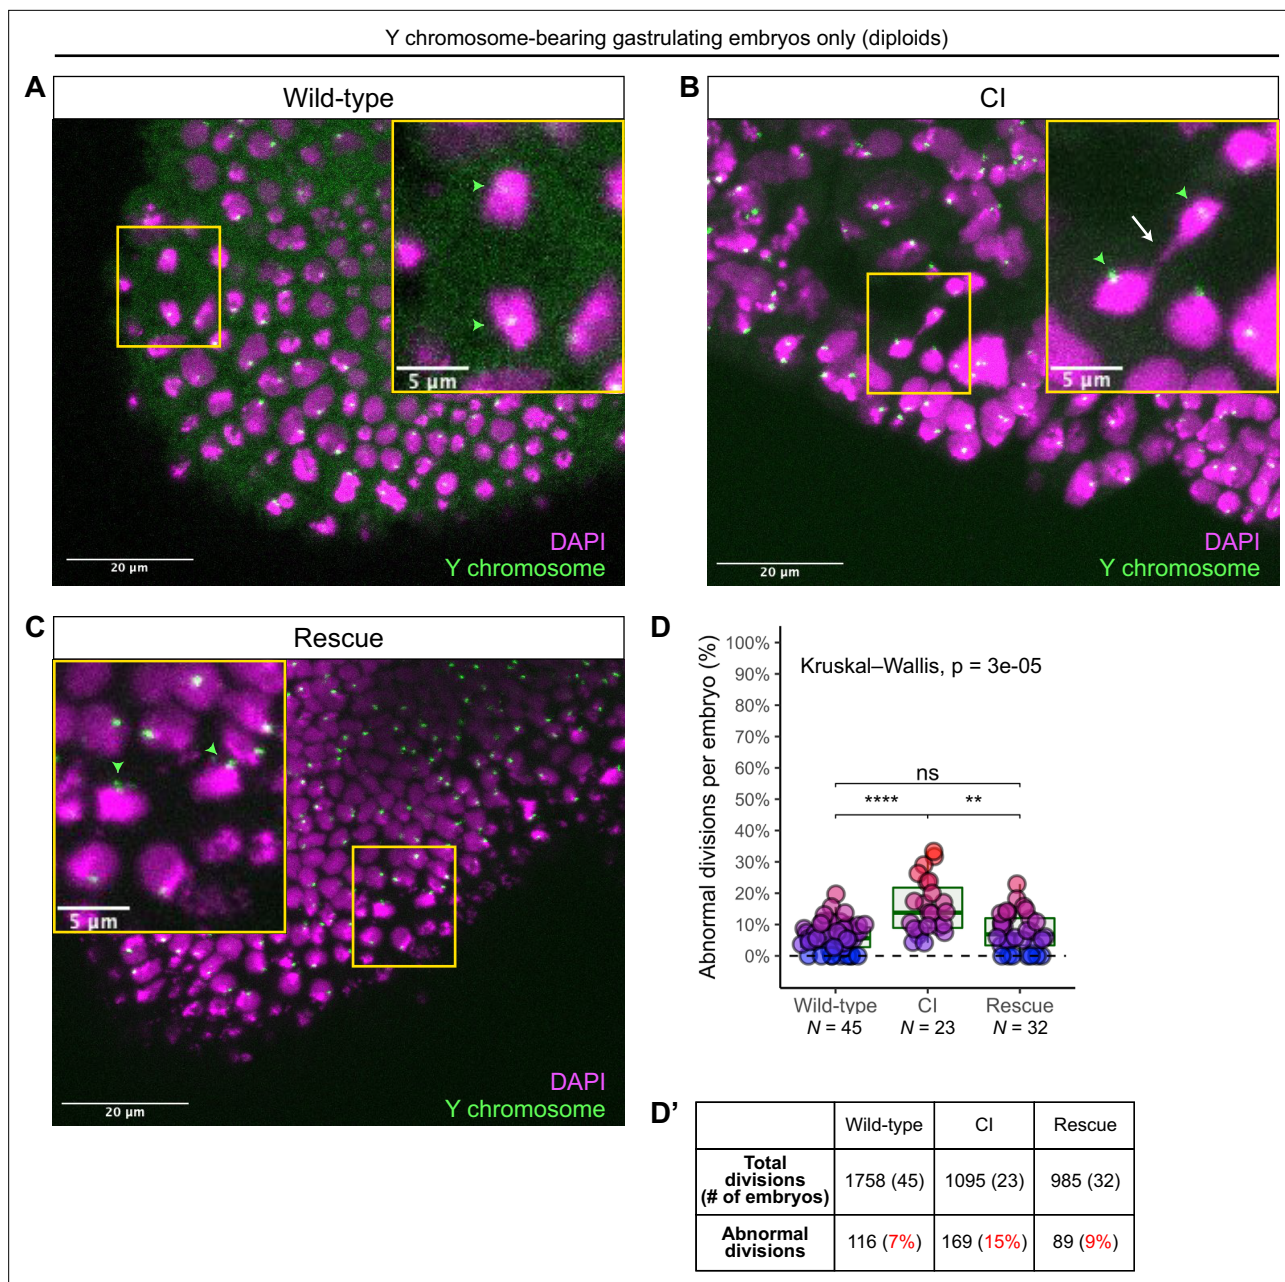 Y chromosome-bearing gastrulating embryos only (diploids)
A
Wild-type
5 µm
20 µm
DAPI
Y chromosome
B
CI
5 µm
20 µm
DAPI
Y chromosome
C
Rescue
5 µm
20 µm
DAPI
Y chromosome
D
Abnormal divisions per embryo (%)
100%
90%
80%
70%
60%
50%
40%
30%
20%
10%
0%
Kruskal–Wallis, p = 3e-05
ns
**** **
Wild-type CI Rescue
N = 45 N = 23 N = 32
D’
Wild-type CI Rescue
Total
divisions
(# of embryos)
1758 (45) 1095 (23) 985 (32)
Abnormal
divisions
116 (7%) 169 (15%) 89 (9%)